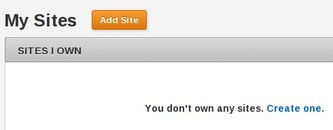 My Sites Add Site
SITES I OWN
You don't own any sites. Create one.